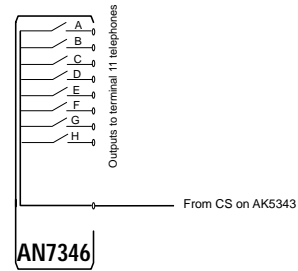 A
B
C
D
E
F
G
H
Outputs to terminal 11 telephones
From CS on AK5343
AN7346